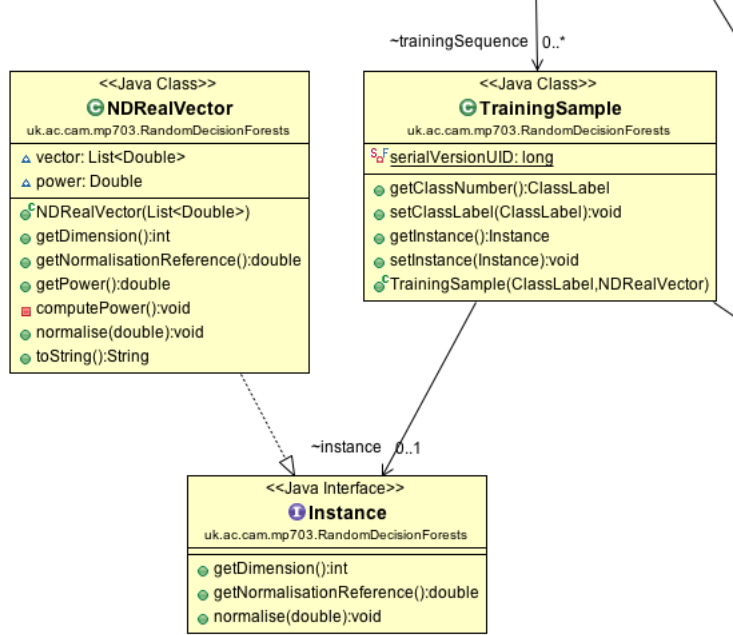 ~trainingSequence 0..*
<<Java Class>>
NDRealVector
uk.ac.cam.mp703.RandomDecisionForests
vector: List<Double>
power: Double
NDRealVector(List<Double>)
getDimension():int
getNormalisationReference():double
getPower():double
computePower():void
normalise(double):void
toString():String
<<Java Class>>
TrainingSample
uk.ac.cam.mp703.RandomDecisionForests
serialVersionUID: long
getClassNumber():ClassLabel
setClassLabel(ClassLabel):void
getInstance():Instance
setInstance(Instance):void
TrainingSample(ClassLabel,NDRealVector)
~instance 0..1
<<Java Interface>>
Instance
uk.ac.cam.mp703.RandomDecisionForests
getDimension():int
getNormalisationReference():double
normalise(double):void